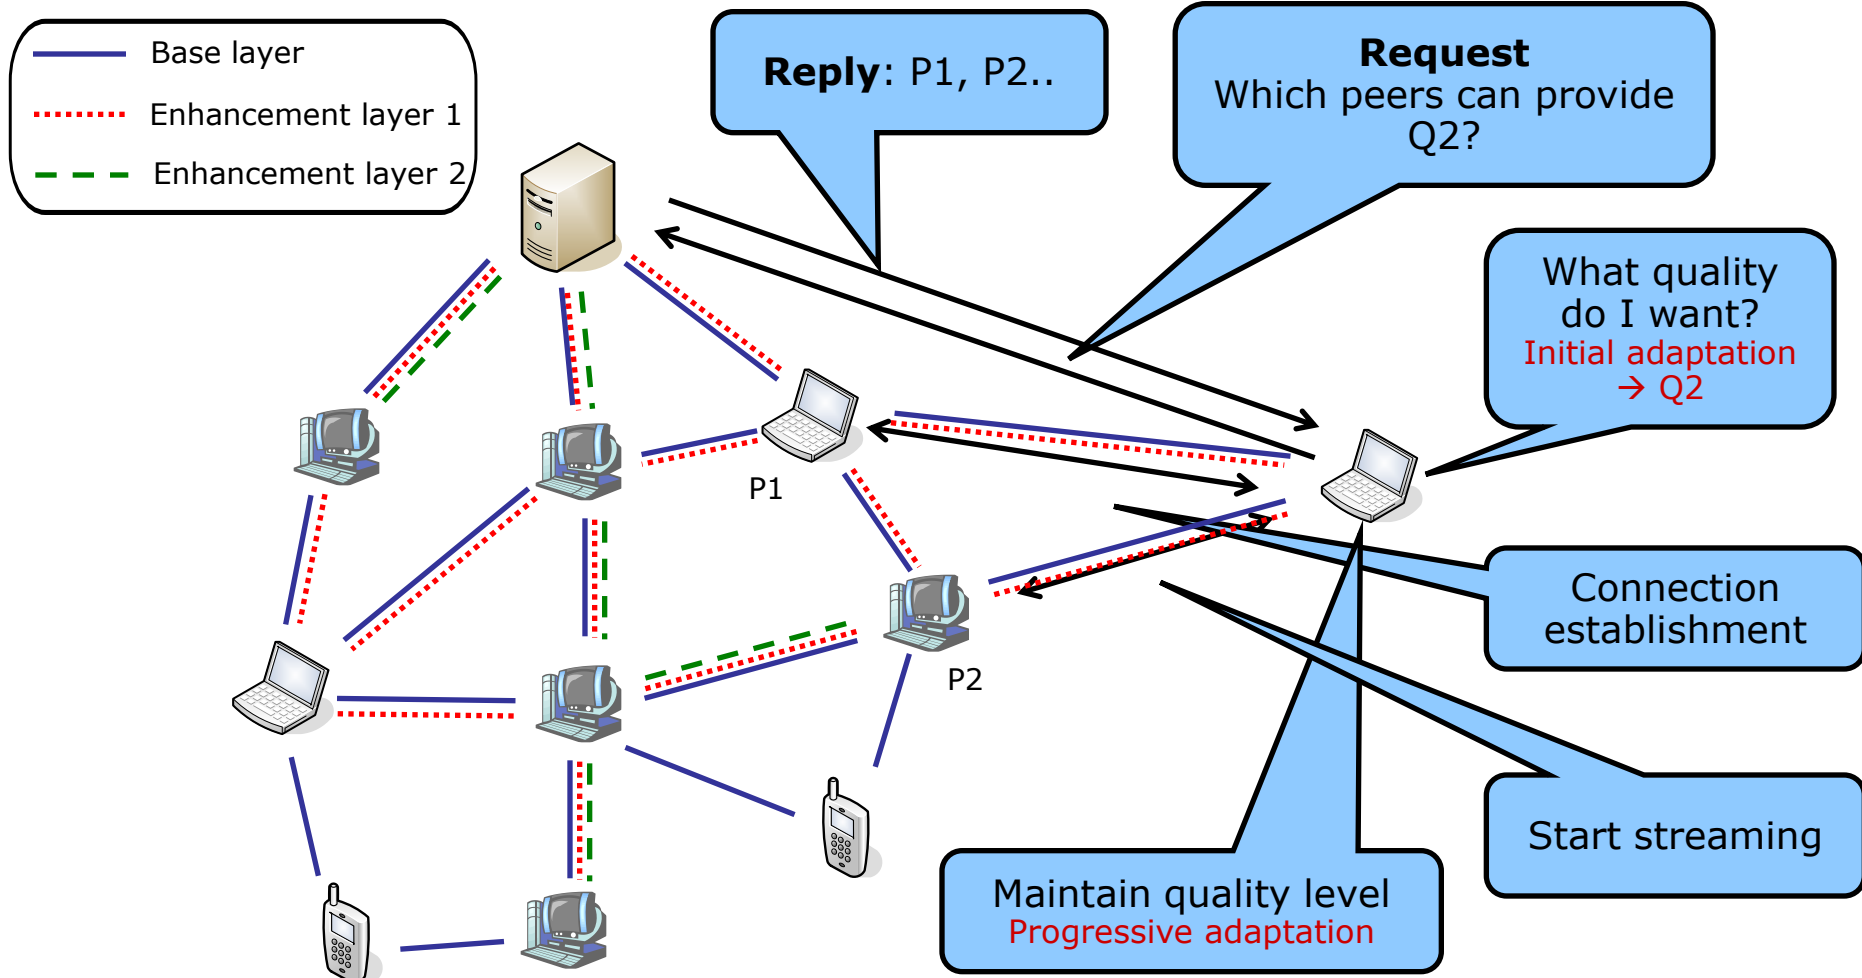 Base layer
Enhancement layer 1
Enhancement layer 2
Reply: P1, P2..
Request
Which peers can provide
Q2?
What quality
do I want?
Initial adaptation
→ Q2
P1
P2
Connection
establishment
Start streaming
Maintain quality level
Progressive adaptation